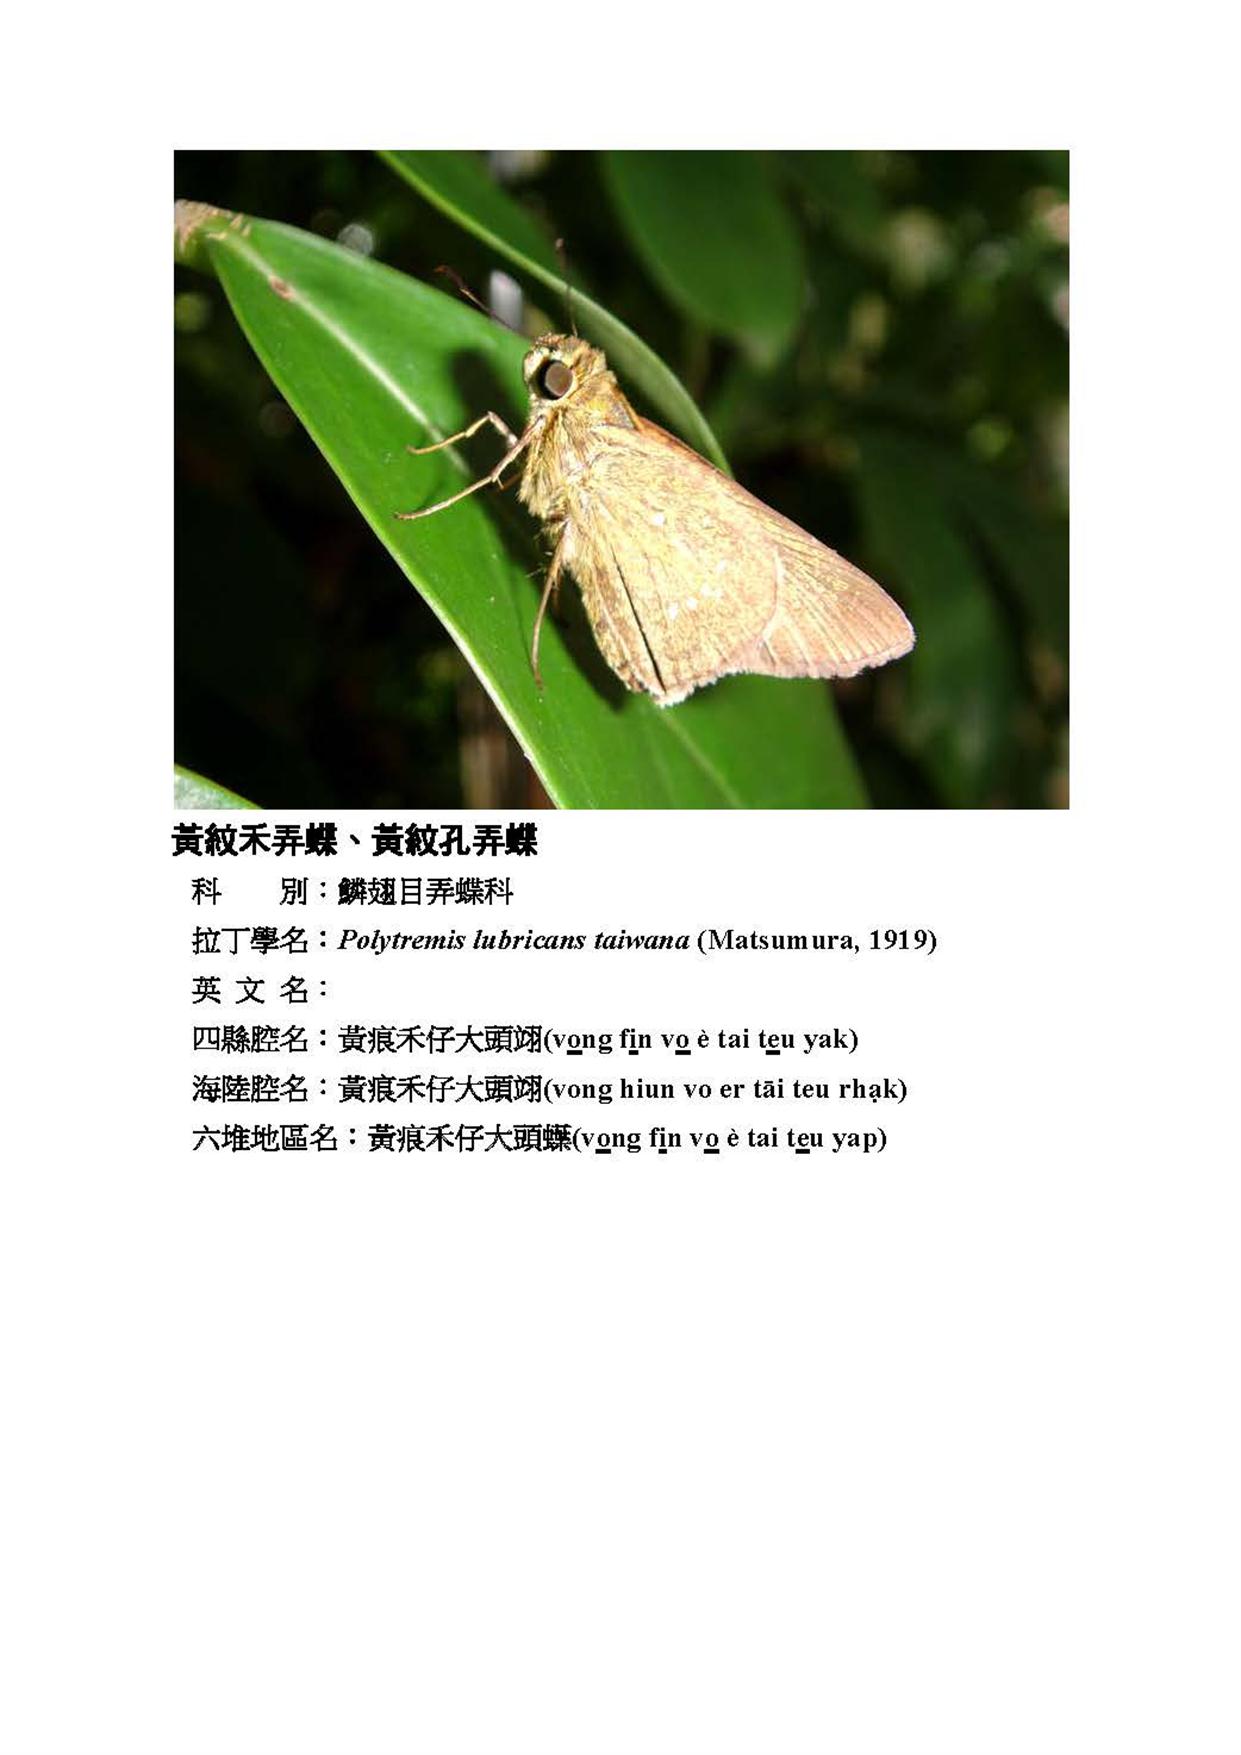 黃紋禾弄蝶、黃紋孔弄蝶
科　　別：鱗翅目弄蝶科
拉丁學名：Polytremis lubricans taiwana (Matsumura, 1919)
英 文 名：
四縣腔名：黃痕禾仔大頭翊(vo̲ng fi̲n vo̲ è tai te̲u yak)
海陸腔名：黃痕禾仔大頭翊(vong hiun vo er tāi teu rhạk)
六堆地區名：黃痕禾仔大頭蠂(vo̲ng fi̲n vo̲ è tai te̲u yap)